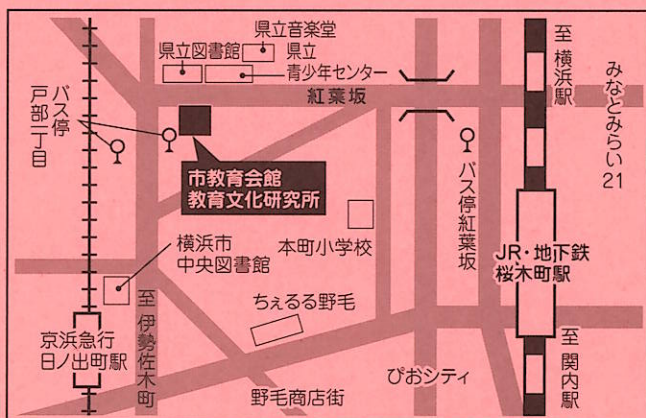 県立音楽堂
県立図書館
県立
青少年センター
至
横浜駅
みなとみらい21
紅葉坂
バス停
戸部一丁目
市教育会館
教育文化研究所
バス停紅葉坂
本町小学校
横浜市
中央図書館
JR・地下鉄
桜木町駅
至
伊勢佐木町
ちぇるる野毛
京浜急行
日ノ出町駅
ぴおシティ
至
関内駅
野毛商店街